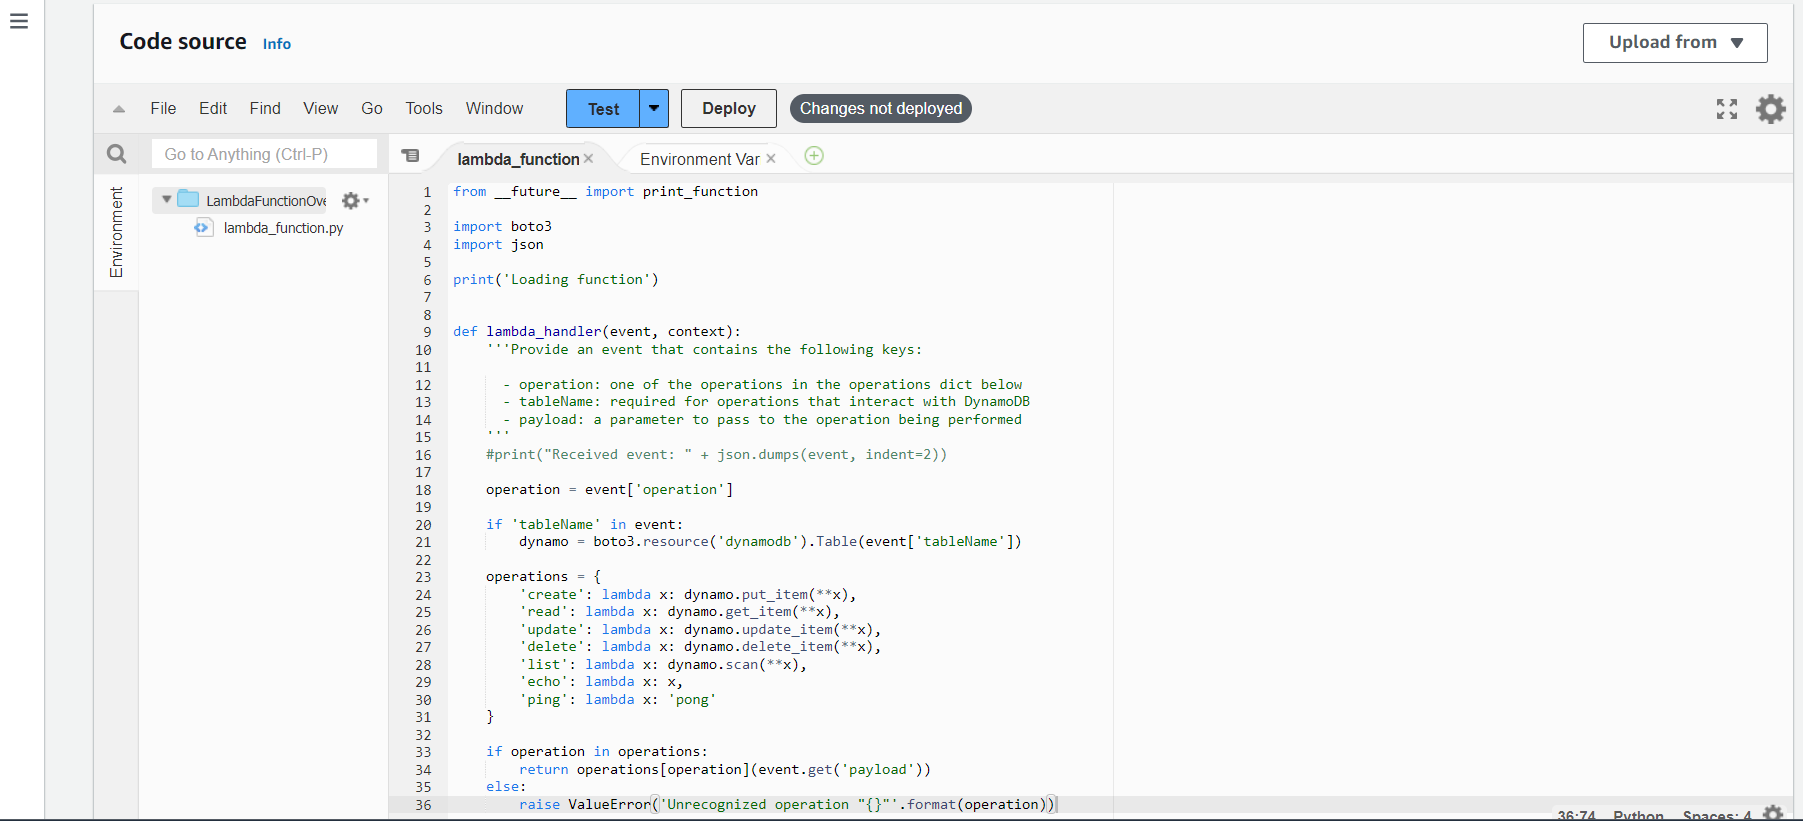 Code source Info
Upload from
File Edit Find View Go Tools Window Test Deploy Changes not deployed
Go to Anything (Ctrl-P)
lambda_function Environment Var
Environment
LambdaFunctionOve
lambda_function.py
1 from __future__ import print_function
2
3 import boto3
4 import json
5
6 print('Loading function')
7
8
9 def lambda_handler(event, context):
10 '''Provide an event that contains the following keys:
11
12 - operation: one of the operations in the operations dict below
13 - tableName: required for operations that interact with DynamoDB
14 - payload: a parameter to pass to the operation being performed
15 '''
16 #print("Received event: " + json.dumps(event, indent=2))
17
18 operation = event['operation']
19
20 if 'tableName' in event:
21 dynamo = boto3.resource('dynamodb').Table(event['tableName'])
22
23 operations = {
24 'create': lambda x: dynamo.put_item(**x),
25 'read': lambda x: dynamo.get_item(**x),
26 'update': lambda x: dynamo.update_item(**x),
27 'delete': lambda x: dynamo.delete_item(**x),
28 'list': lambda x: dynamo.scan(**x),
29 'echo': lambda x: x,
30 'ping': lambda x: 'pong'
31 }
32
33 if operation in operations:
34 return operations[operation](event.get('payload'))
35 else:
36 raise ValueError('Unrecognized operation "{}"'.format(operation))
36:74 Python Spaces: 4